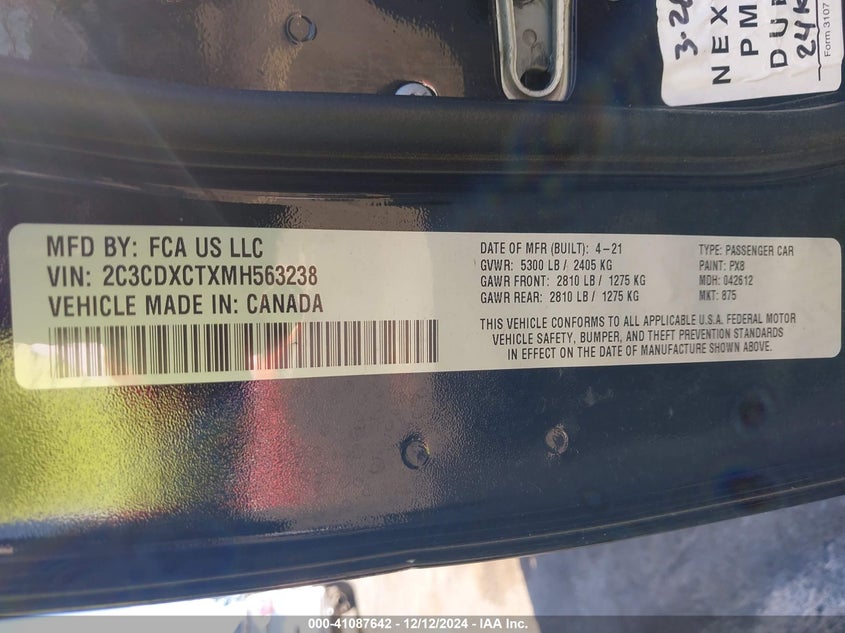 3-2
NEX
PM
DUE
24K
Form 3107
MFD BY: FCA US LLC
VIN: 2C3CDXCTXMH563238
VEHICLE MADE IN: CANADA
DATE OF MFR (BUILT): 4-21
GVWR: 5300 LB / 2405 KG
GAWR FRONT: 2810 LB / 1275 KG
GAWR REAR: 2810 LB / 1275 KG
TYPE: PASSENGER CAR
PAINT: PX8
MDH: 042612
MKT: 875
THIS VEHICLE CONFORMS TO ALL APPLICABLE U.S.A. FEDERAL MOTOR
VEHICLE SAFETY, BUMPER, AND THEFT PREVENTION STANDARDS
IN EFFECT ON THE DATE OF MANUFACTURE SHOWN ABOVE.
000-41087642 - 12/12/2024 - IAA Inc.